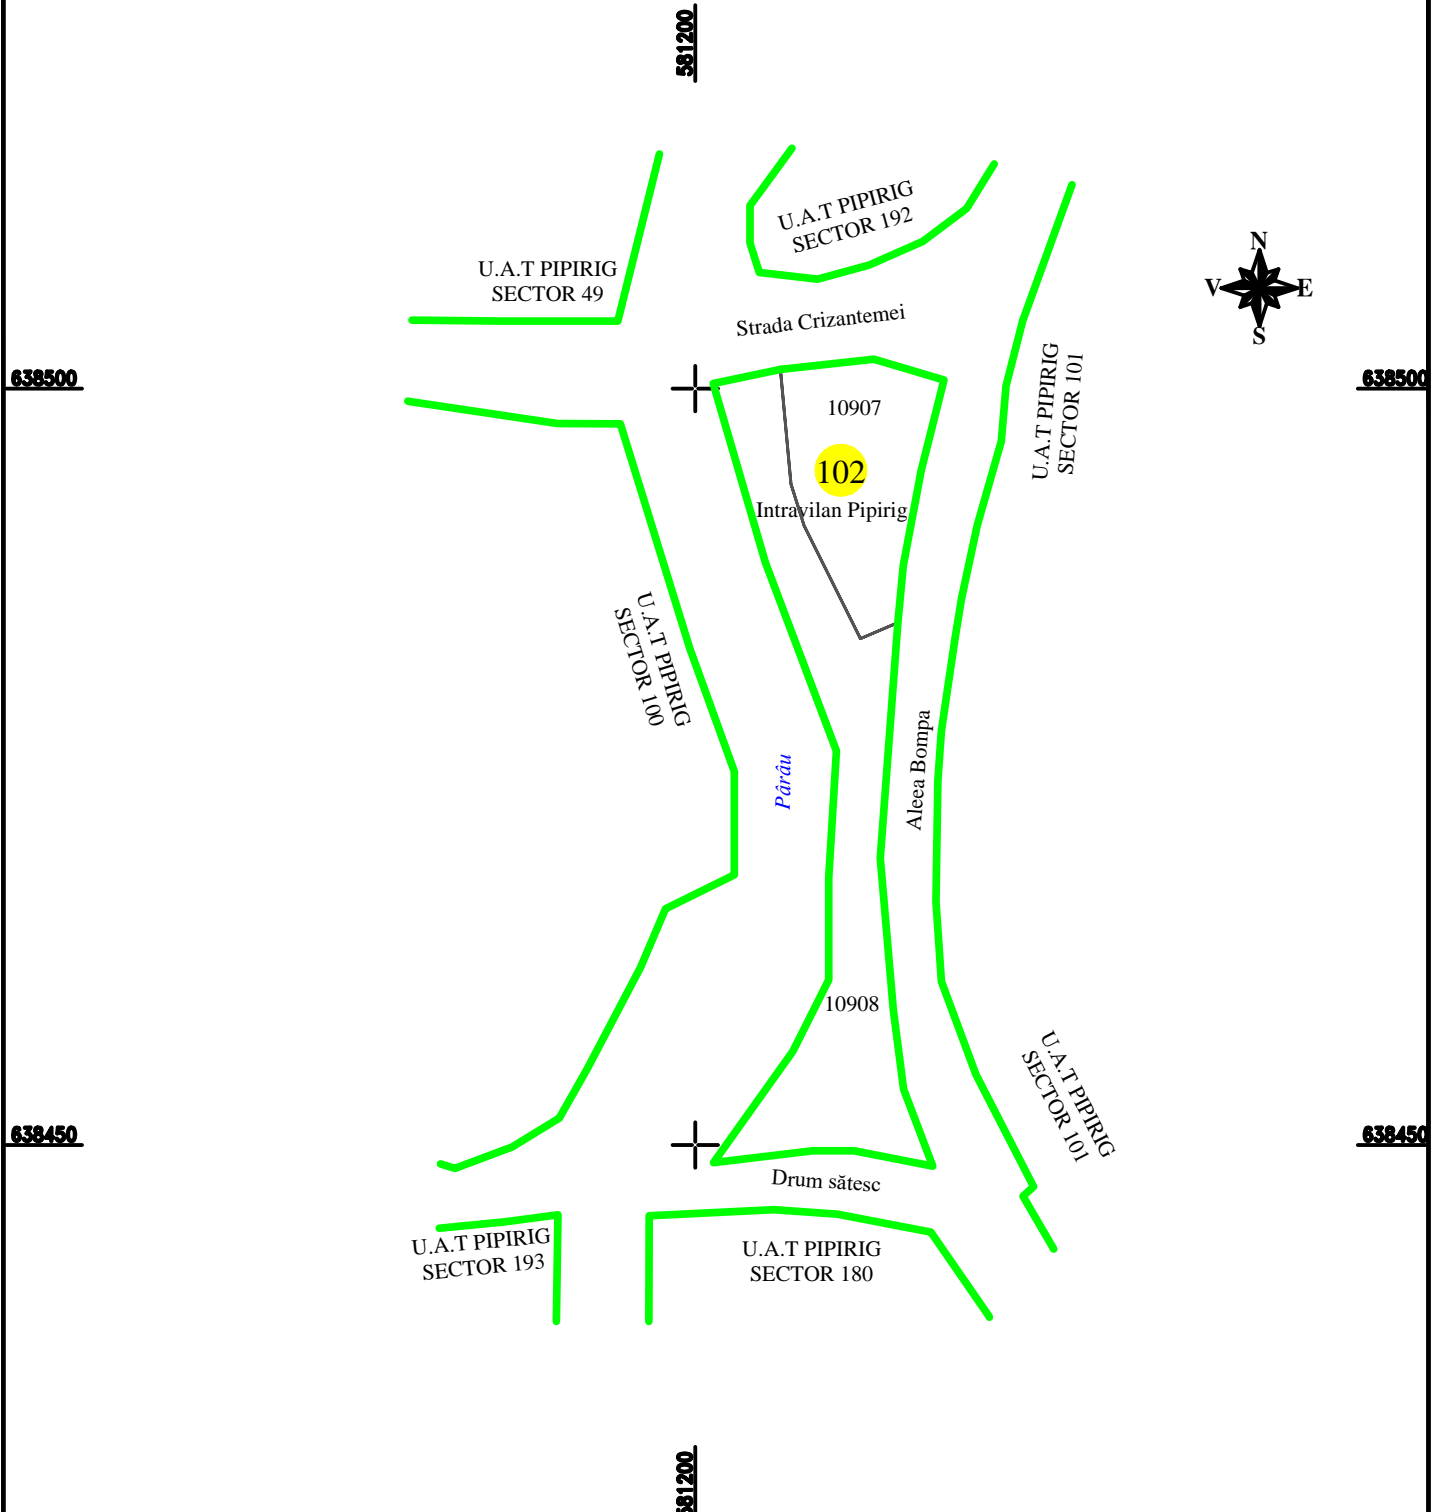 581200
U.A.T PIPIRIG
SECTOR 192
N
V
E
S
U.A.T PIPIRIG
SECTOR 49
Strada Crizantemei
638500
638500
U.A.T PIPIRIG
SECTOR 101
10907
102
Intravilan Pipirig
U.A.T PIPIRIG
SECTOR 100
Pârâu
Aleea Bompa
10908
U.A.T PIPIRIG
SECTOR 101
638450
638450
Drum sătesc
U.A.T PIPIRIG
SECTOR 193
U.A.T PIPIRIG
SECTOR 180
581200